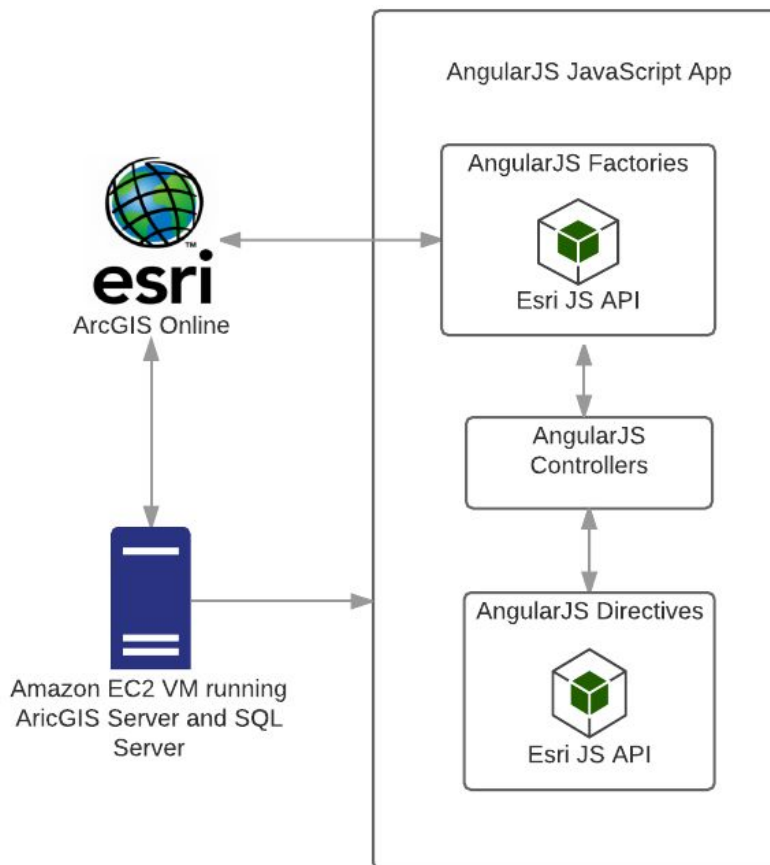 AngularJS JavaScript App
AngularJS Factories
Esri JS API
TM
esri
ArcGIS Online
AngularJS
Controllers
AngularJS Directives
Esri JS API
Amazon EC2 VM running
AricGIS Server and SQL
Server